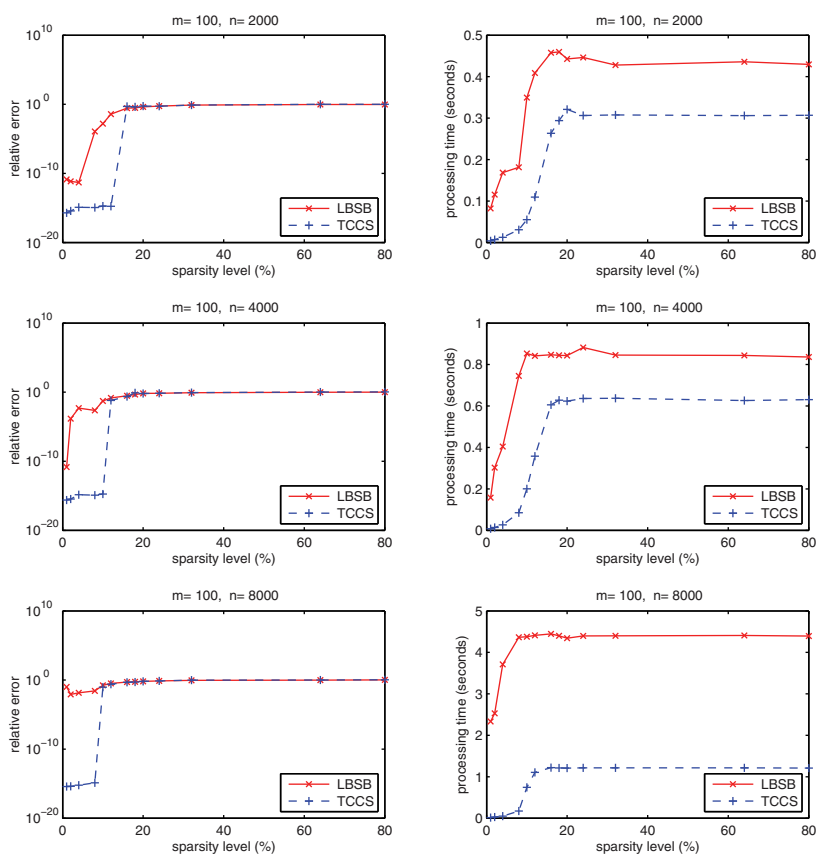 m= 100, n= 2000
relative error
10^10
10^0
10^-10
10^-20
0 20 40 60 80
sparsity level (%)
LBSB
TCCS
m= 100, n= 2000
processing time (seconds)
0.5
0.4
0.3
0.2
0.1
0
0 20 40 60 80
sparsity level (%)
LBSB
TCCS
m= 100, n= 4000
relative error
10^10
10^0
10^-10
10^-20
0 20 40 60 80
sparsity level (%)
LBSB
TCCS
m= 100, n= 4000
processing time (seconds)
1
0.8
0.6
0.4
0.2
0
0 20 40 60 80
sparsity level (%)
LBSB
TCCS
m= 100, n= 8000
relative error
10^10
10^0
10^-10
10^-20
0 20 40 60 80
sparsity level (%)
LBSB
TCCS
m= 100, n= 8000
processing time (seconds)
5
4
3
2
1
0
0 20 40 60 80
sparsity level (%)
LBSB
TCCS